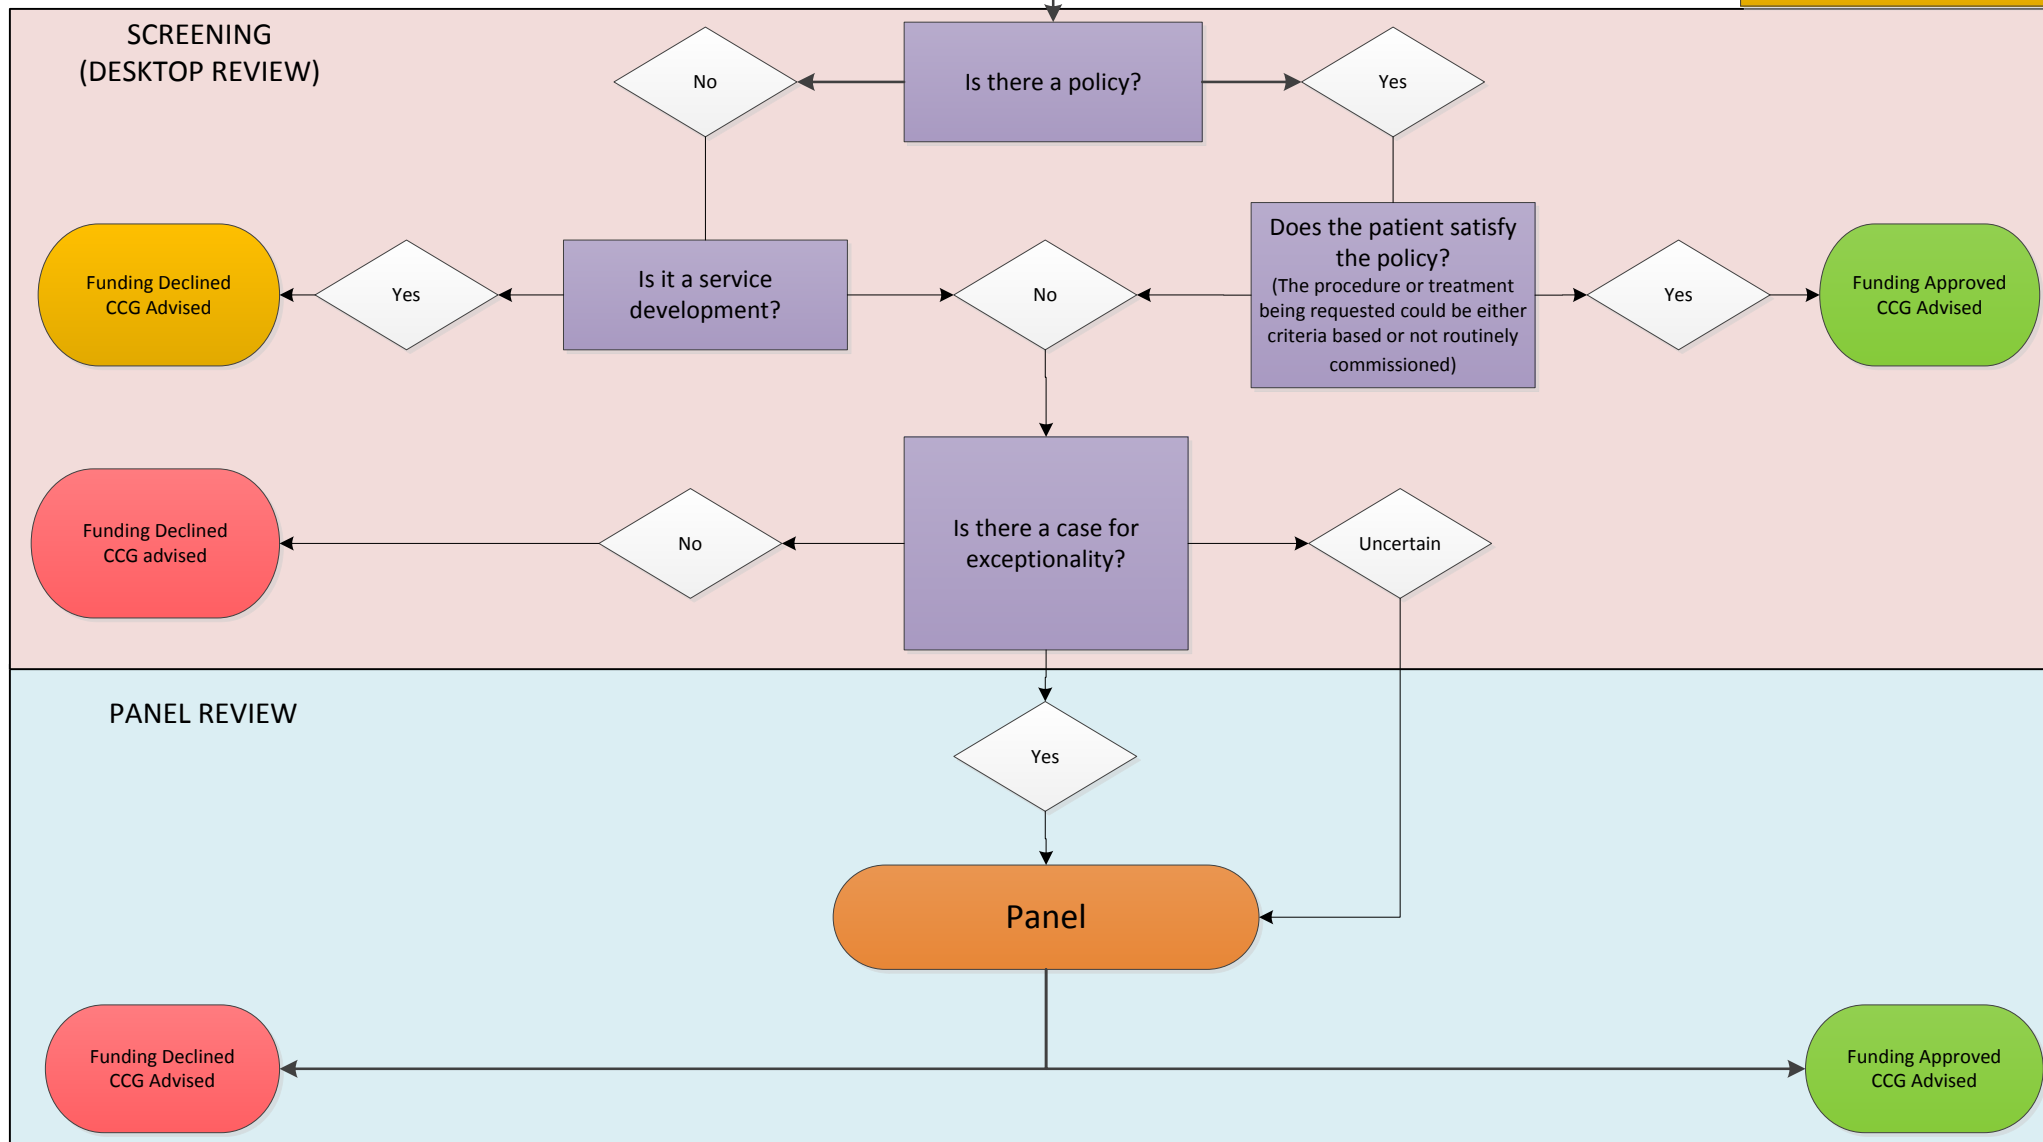 SCREENING
(DESKTOP REVIEW)
No
Is there a policy?
Yes
Funding Declined
CCG Advised
Yes
Is it a service
development?
No
Does the patient satisfy
the policy?
(The procedure or treatment
being requested could be either
criteria based or not routinely
commissioned)
Yes
Funding Approved
CCG Advised
Funding Declined
CCG advised
No
Is there a case for
exceptionality?
Uncertain
PANEL REVIEW
Yes
Panel
Funding Declined
CCG Advised
Funding Approved
CCG Advised